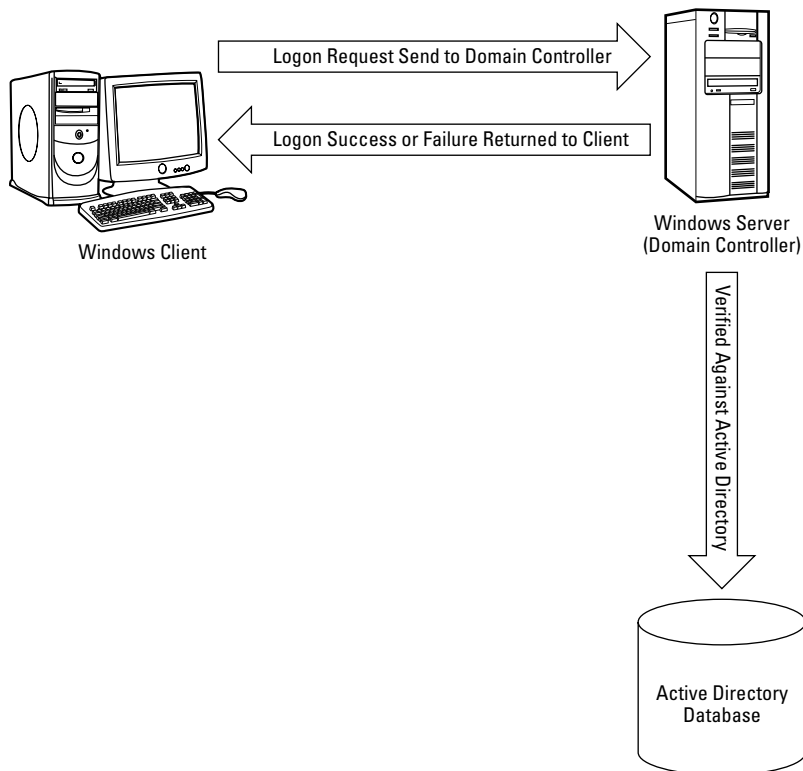 Logon Request Send to Domain Controller
Logon Success or Failure Returned to Client
Windows Client
Windows Server
(Domain Controller)
Verified Against Active Directory
Active Directory
Database